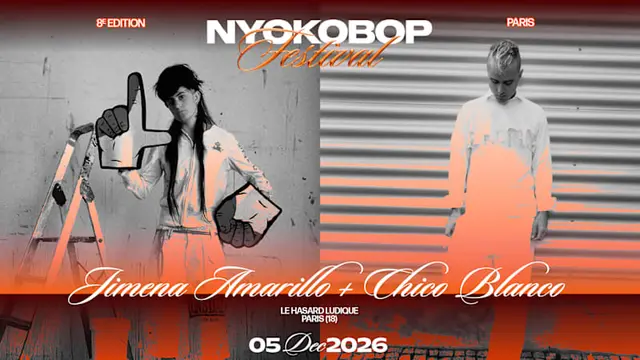 8E EDITION
NYOKOBOP
PARIS
Festival
Jimena Amarillo + Chico Blanco
LE HASARD LUDIQUE
PARIS (18)
05 Dec 2026